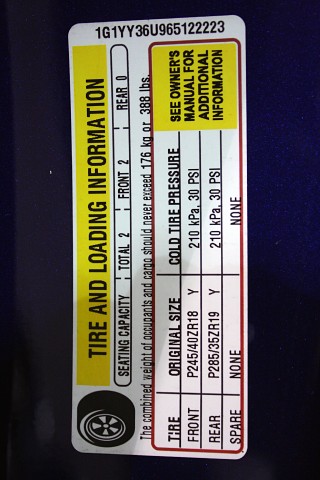 1G1YY36U965122223
TIRE AND LOADING INFORMATION
SEATING CAPACITY TOTAL 2 FRONT 2 REAR 0
The combined weight of occupants and cargo should never exceed 176 kg or 388 lbs.
TIRE ORIGINAL SIZE COLD TIRE PRESSURE
FRONT P245/40ZR18 Y 210 kPa, 30 PSI
REAR P285/35ZR19 Y 210 kPa, 30 PSI
SPARE NONE NONE
SEE OWNER'S
MANUAL FOR
ADDITIONAL
INFORMATION